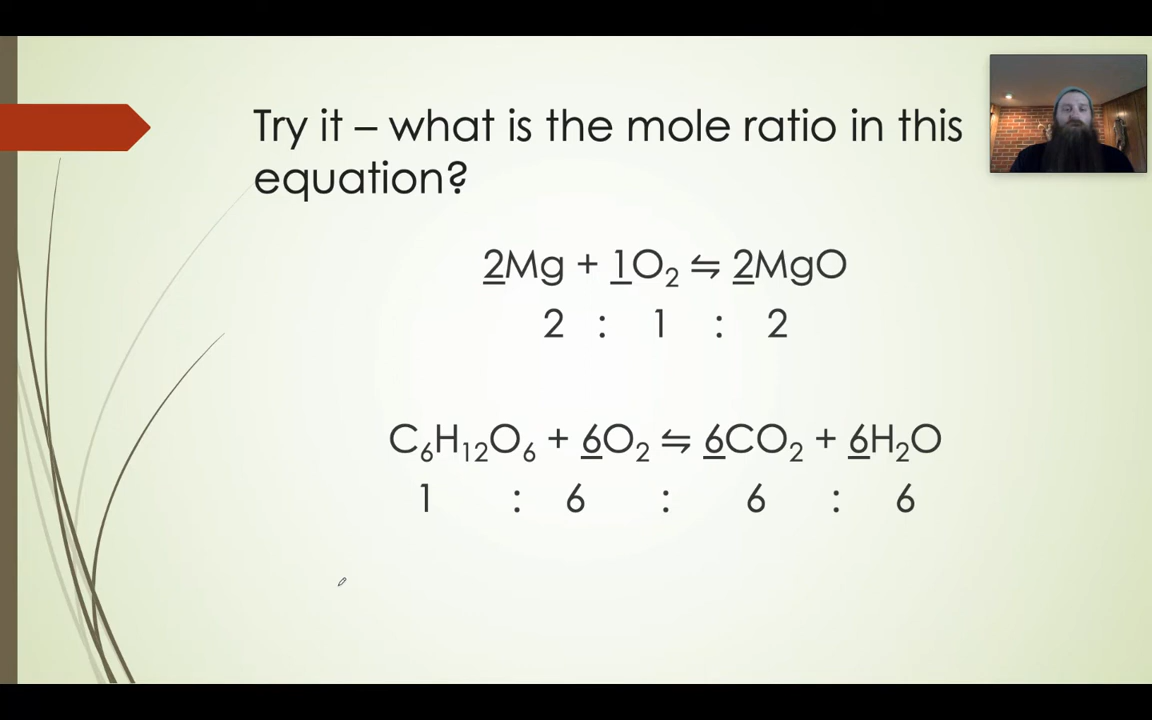 Try it – what is the mole ratio in this
equation?
2Mg + 1O₂ ⇋ 2MgO
2 : 1 : 2
C₆H₁₂O₆ + 6O₂ ⇋ 6CO₂ + 6H₂O
1 : 6 : 6 : 6